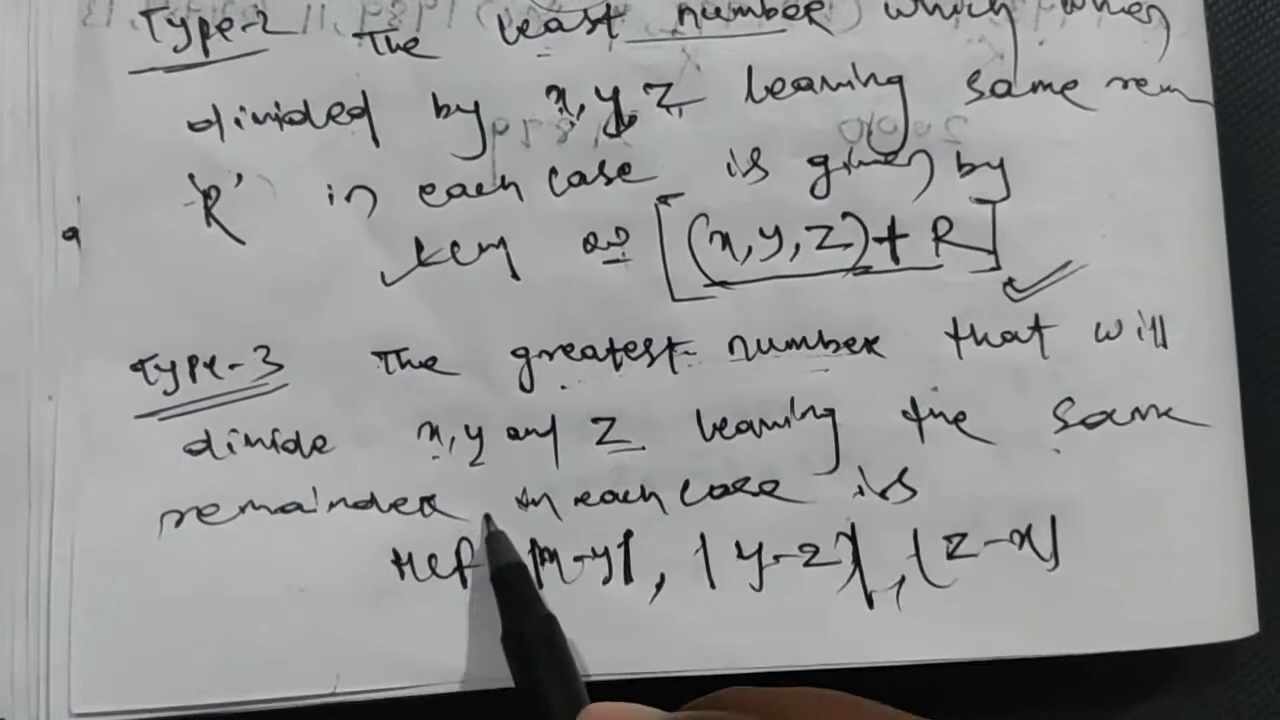 Type-2 The least number which when
divided by x, y, z leaving same rem
'R' in each case is given by
LCM of [(x, y, z) + R]
Type-3 The greatest number that will
divide x, y and z leaving the same
remainder in each case is
HCF |x-y|, |y-z|, |z-x|